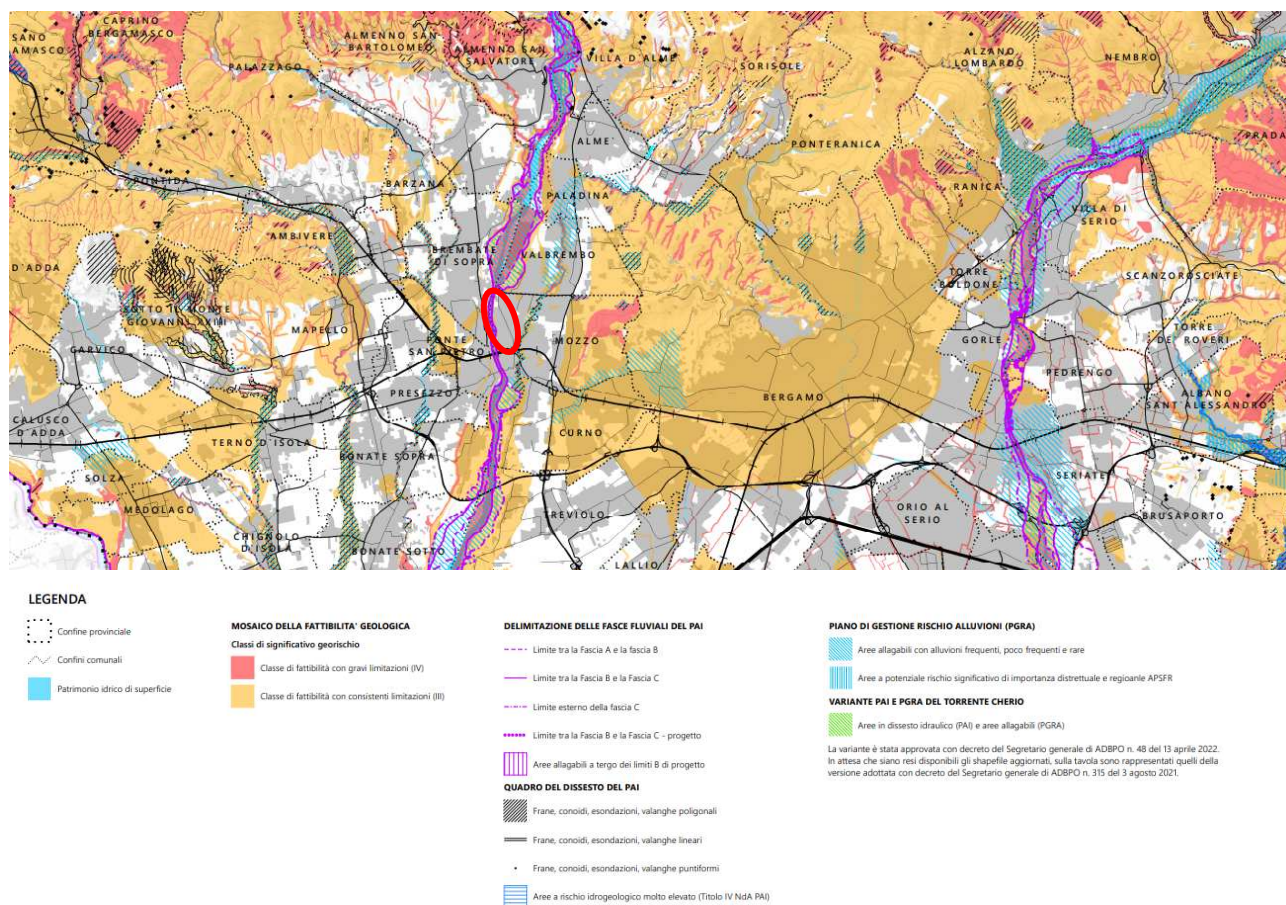 CAPRINO
BERGAMASCO
SANO
AMASCO
ALMENNO SAN
BARTOLOMEO
ALMENNO SAN
SALVATORE
VILLA D'ALMÈ
SORISOLE
ALZANO
LOMBARDO
NEMBRO
PALAZZAGO
ALME
PONTERANICA
PRADA
PONTIDA
BARZANA
PALADINA
RANICA
VILLA DI
SERIO
AMBIVERE
BREMBATE
DI SOPRA
VALBREMBO
D'ADDA
TORRE
BOLDONE
SCANZOROSCIATE
SOTTO IL MONTE
GIOVANNI XXIII
MAPELLO
PONTE
SAN PIETRO
MOZZO
GORLE
TORRE
DE' ROVERI
CARVICO
PEDRENGO
PRESEZZO
BERGAMO
ALBANO
SANT'ALESSANDRO
CALUSCO
D'ADDA
TERNO D'ISOLA
CURNO
BONATE SOPRA
SOLZA
SERIATE
MEDOLAGO
TREVIOLO
ORIO AL
SERIO
BRUSAPORTO
CHIGNOLO
D'ISOLA
BONATE SOTTO
LALLIO
LEGENDA
Confine provinciale
Confini comunali
Patrimonio idrico di superficie
MOSAICO DELLA FATTIBILITA' GEOLOGICA
Classi di significativo georischio
Classe di fattibilità con gravi limitazioni (IV)
Classe di fattibilità con consistenti limitazioni (III)
DELIMITAZIONE DELLE FASCE FLUVIALI DEL PAI
Limite tra la Fascia A e la fascia B
Limite tra la Fascia B e la Fascia C
Limite esterno della fascia C
Limite tra la Fascia B e la Fascia C - progetto
Aree allagabili a tergo dei limiti B di progetto
QUADRO DEL DISSESTO DEL PAI
Frane, conoidi, esondazioni, valanghe poligonali
Frane, conoidi, esondazioni, valanghe lineari
Frane, conoidi, esondazioni, valanghe puntiformi
Aree a rischio idrogeologico molto elevato (Titolo IV NdA PAI)
PIANO DI GESTIONE RISCHIO ALLUVIONI (PGRA)
Aree allagabili con alluvioni frequenti, poco frequenti e rare
Aree a potenziale rischio significativo di importanza distrettuale e regioanle APSFR
VARIANTE PAI E PGRA DEL TORRENTE CHERIO
Aree in dissesto idraulico (PAI) e aree allagabili (PGRA)
La variante è stata approvata con decreto del Segretario generale di ADBPO n. 48 del 13 aprile 2022.
In attesa che siano resi disponibili gli shapefile aggiornati, sulla tavola sono rappresentati quelli della
versione adottata con decreto del Segretario generale di ADBPO n. 315 del 3 agosto 2021.